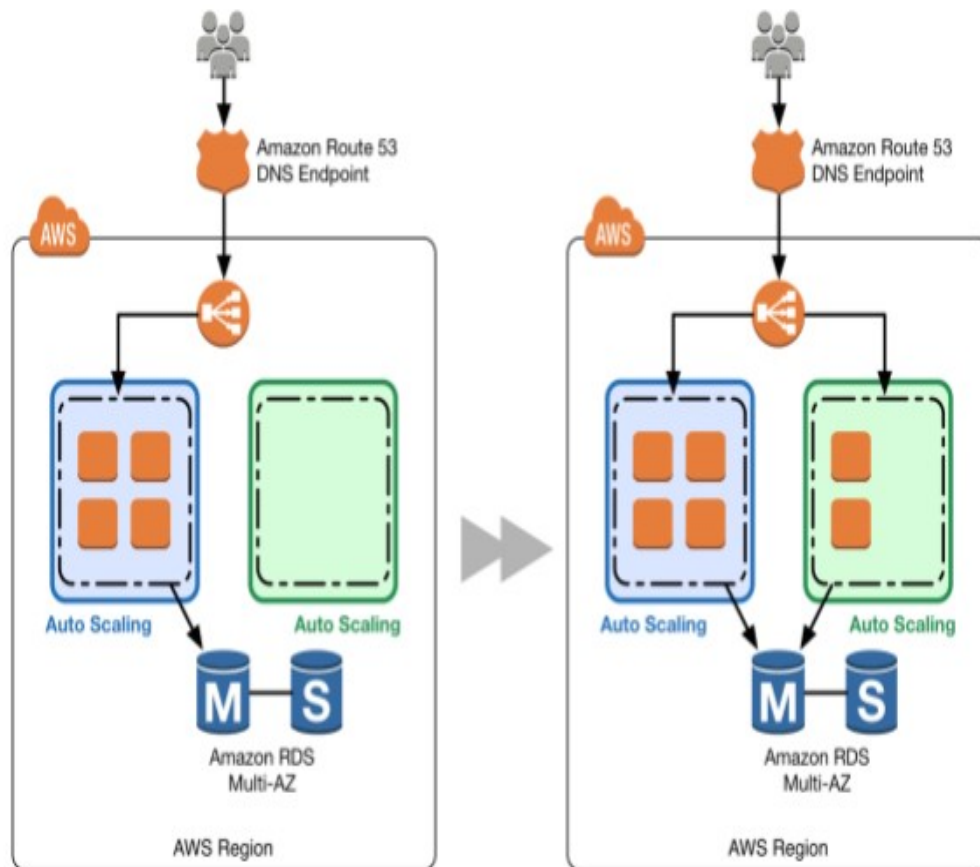 Amazon Route 53
DNS Endpoint
AWS
Auto Scaling
Auto Scaling
M
S
Amazon RDS
Multi-AZ
AWS Region
Amazon Route 53
DNS Endpoint
AWS
Auto Scaling
Auto Scaling
M
S
Amazon RDS
Multi-AZ
AWS Region